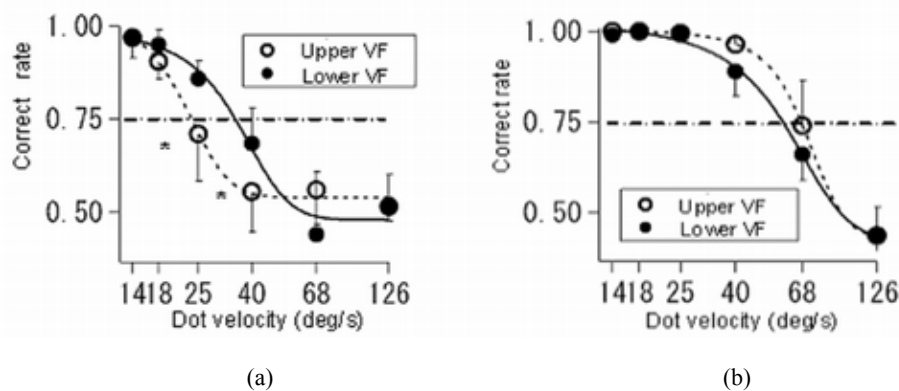 1.00
0.75
0.50
Correct rate
Upper VF
Lower VF
*
*
14 18 25 40 68 126
Dot velocity (deg/s)
(a)
1.00
0.75
0.50
Correct rate
Upper VF
Lower VF
14 18 25 40 68 126
Dot velocity (deg/s)
(b)